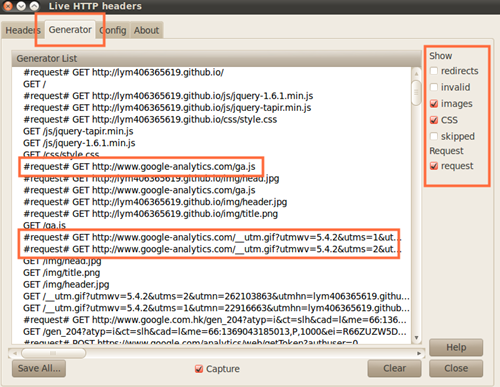 Live HTTP headers
Headers Generator Config About
Generator List
#request# GET http://lym406365619.github.io/
GET /
#request# GET http://lym406365619.github.io/js/jquery-1.6.1.min.js
#request# GET http://lym406365619.github.io/js/jquery-tapir.min.js
#request# GET http://lym406365619.github.io/css/style.css
GET /js/jquery-tapir.min.js
GET /js/jquery-1.6.1.min.js
GET /css/style.css
#request# GET http://www.google-analytics.com/ga.js
#request# GET http://lym406365619.github.io/img/head.jpg
#request# GET http://www.google-analytics.com/ga.js
#request# GET http://lym406365619.github.io/img/header.jpg
#request# GET http://lym406365619.github.io/img/title.png
GET /ga.js
#request# GET http://www.google-analytics.com/__utm.gif?utmwv=5.4.2&utms=1&ut...
#request# GET http://www.google-analytics.com/__utm.gif?utmwv=5.4.2&utms=2&ut...
GET /img/head.jpg
GET /img/title.png
GET /img/header.jpg
GET /__utm.gif?utmwv=5.4.2&utms=2&utmn=262103863&utmhn=lym406365619.githu...
GET /__utm.gif?utmwv=5.4.2&utms=1&utmn=22916663&utmhn=lym406365619.github...
#request# GET http://www.google.com.hk/gen_204?atyp=i&ct=slh&cad=l&me=66:136...
GET /gen_204?atyp=i&ct=slh&cad=l&me=66:1369043185013,P,1000&ei=R66ZUZW5D...
#request# POST https://www.google.com/analytics/web/getToken?authuser=0
Show
redirects
invalid
images
CSS
skipped
Request
request
Help
Save All...
Capture
Clear
Close